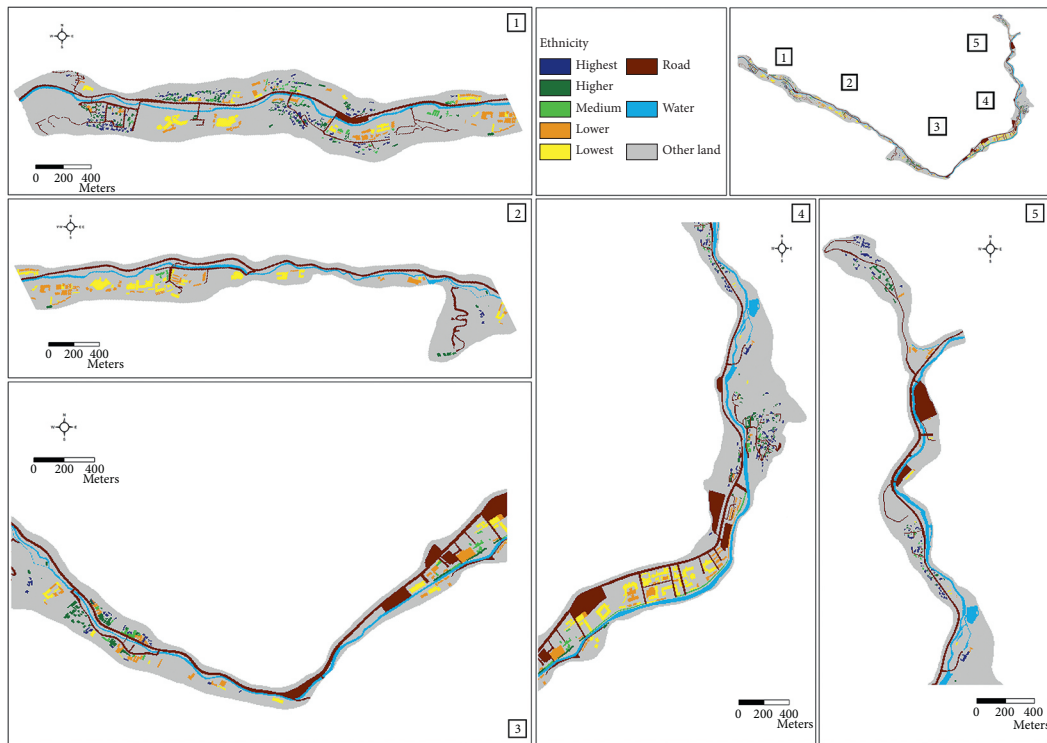 1
N
W E
S
0 200 400
Meters
Ethnicity
Highest
Higher
Medium
Lower
Lowest
Road
Water
Other land
1
2
3
4
5
2
N
S
0 200 400
Meters
3
N
W E
S
0 200 400
Meters
4
N
W E
S
0 200 400
Meters
5
N
W E
S
0 200 400
Meters